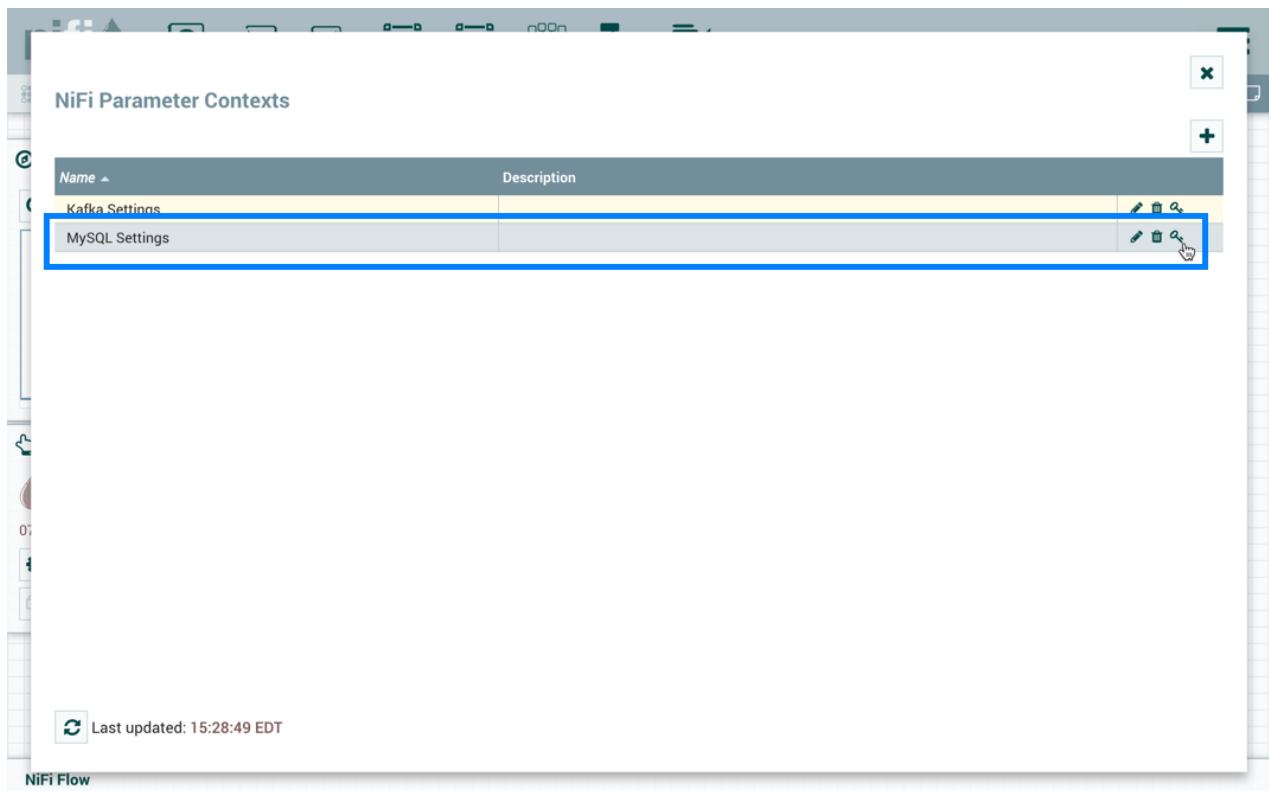 NiFi Parameter Contexts
Name Description
Kafka Settings
MySQL Settings
Last updated: 15:28:49 EDT
NiFi Flow